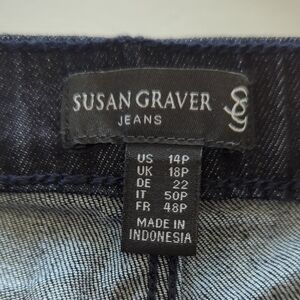 SUSAN GRAVER
JEANS
US 14P
UK 18P
DE 22
IT 50P
FR 48P
MADE IN
INDONESIA